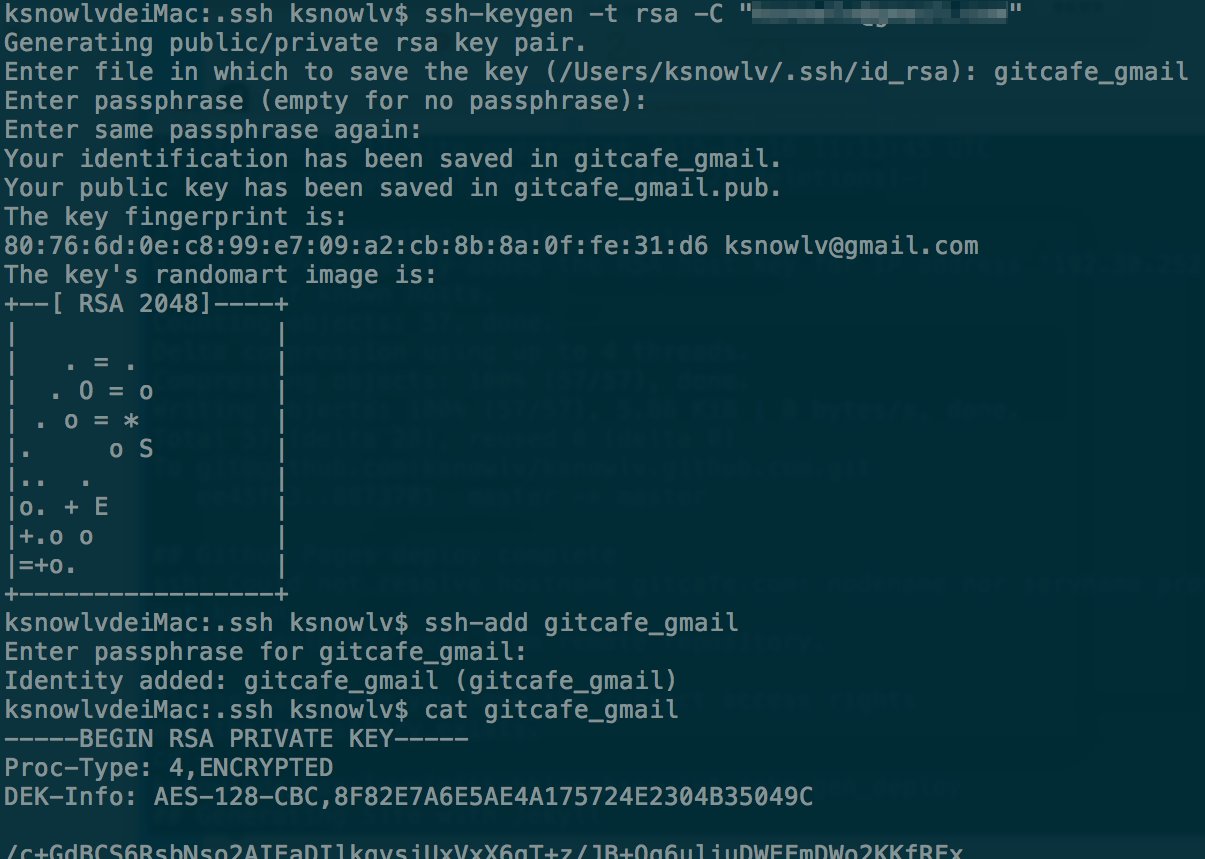 ksnowlvdeiMac:.ssh ksnowlv$ ssh-keygen -t rsa -C "
Generating public/private rsa key pair.
Enter file in which to save the key (/Users/ksnowlv/.ssh/id_rsa): gitcafe_gmail
Enter passphrase (empty for no passphrase):
Enter same passphrase again:
Your identification has been saved in gitcafe_gmail.
Your public key has been saved in gitcafe_gmail.pub.
The key fingerprint is:
80:76:6d:0e:c8:99:e7:09:a2:cb:8b:8a:0f:fe:31:d6 ksnowlv@gmail.com
The key's randomart image is:
+--[ RSA 2048]----+
|                 |
|    . = .        |
|   . O = o       |
|  . o = *        |
|.      o S       |
|..   .           |
|o. + E           |
|+.o o            |
|=+o.             |
+-----------------+
ksnowlvdeiMac:.ssh ksnowlv$ ssh-add gitcafe_gmail
Enter passphrase for gitcafe_gmail:
Identity added: gitcafe_gmail (gitcafe_gmail)
ksnowlvdeiMac:.ssh ksnowlv$ cat gitcafe_gmail
-----BEGIN RSA PRIVATE KEY-----
Proc-Type: 4,ENCRYPTED
DEK-Info: AES-128-CBC,8F82E7A6E5AE4A175724E2304B35049C